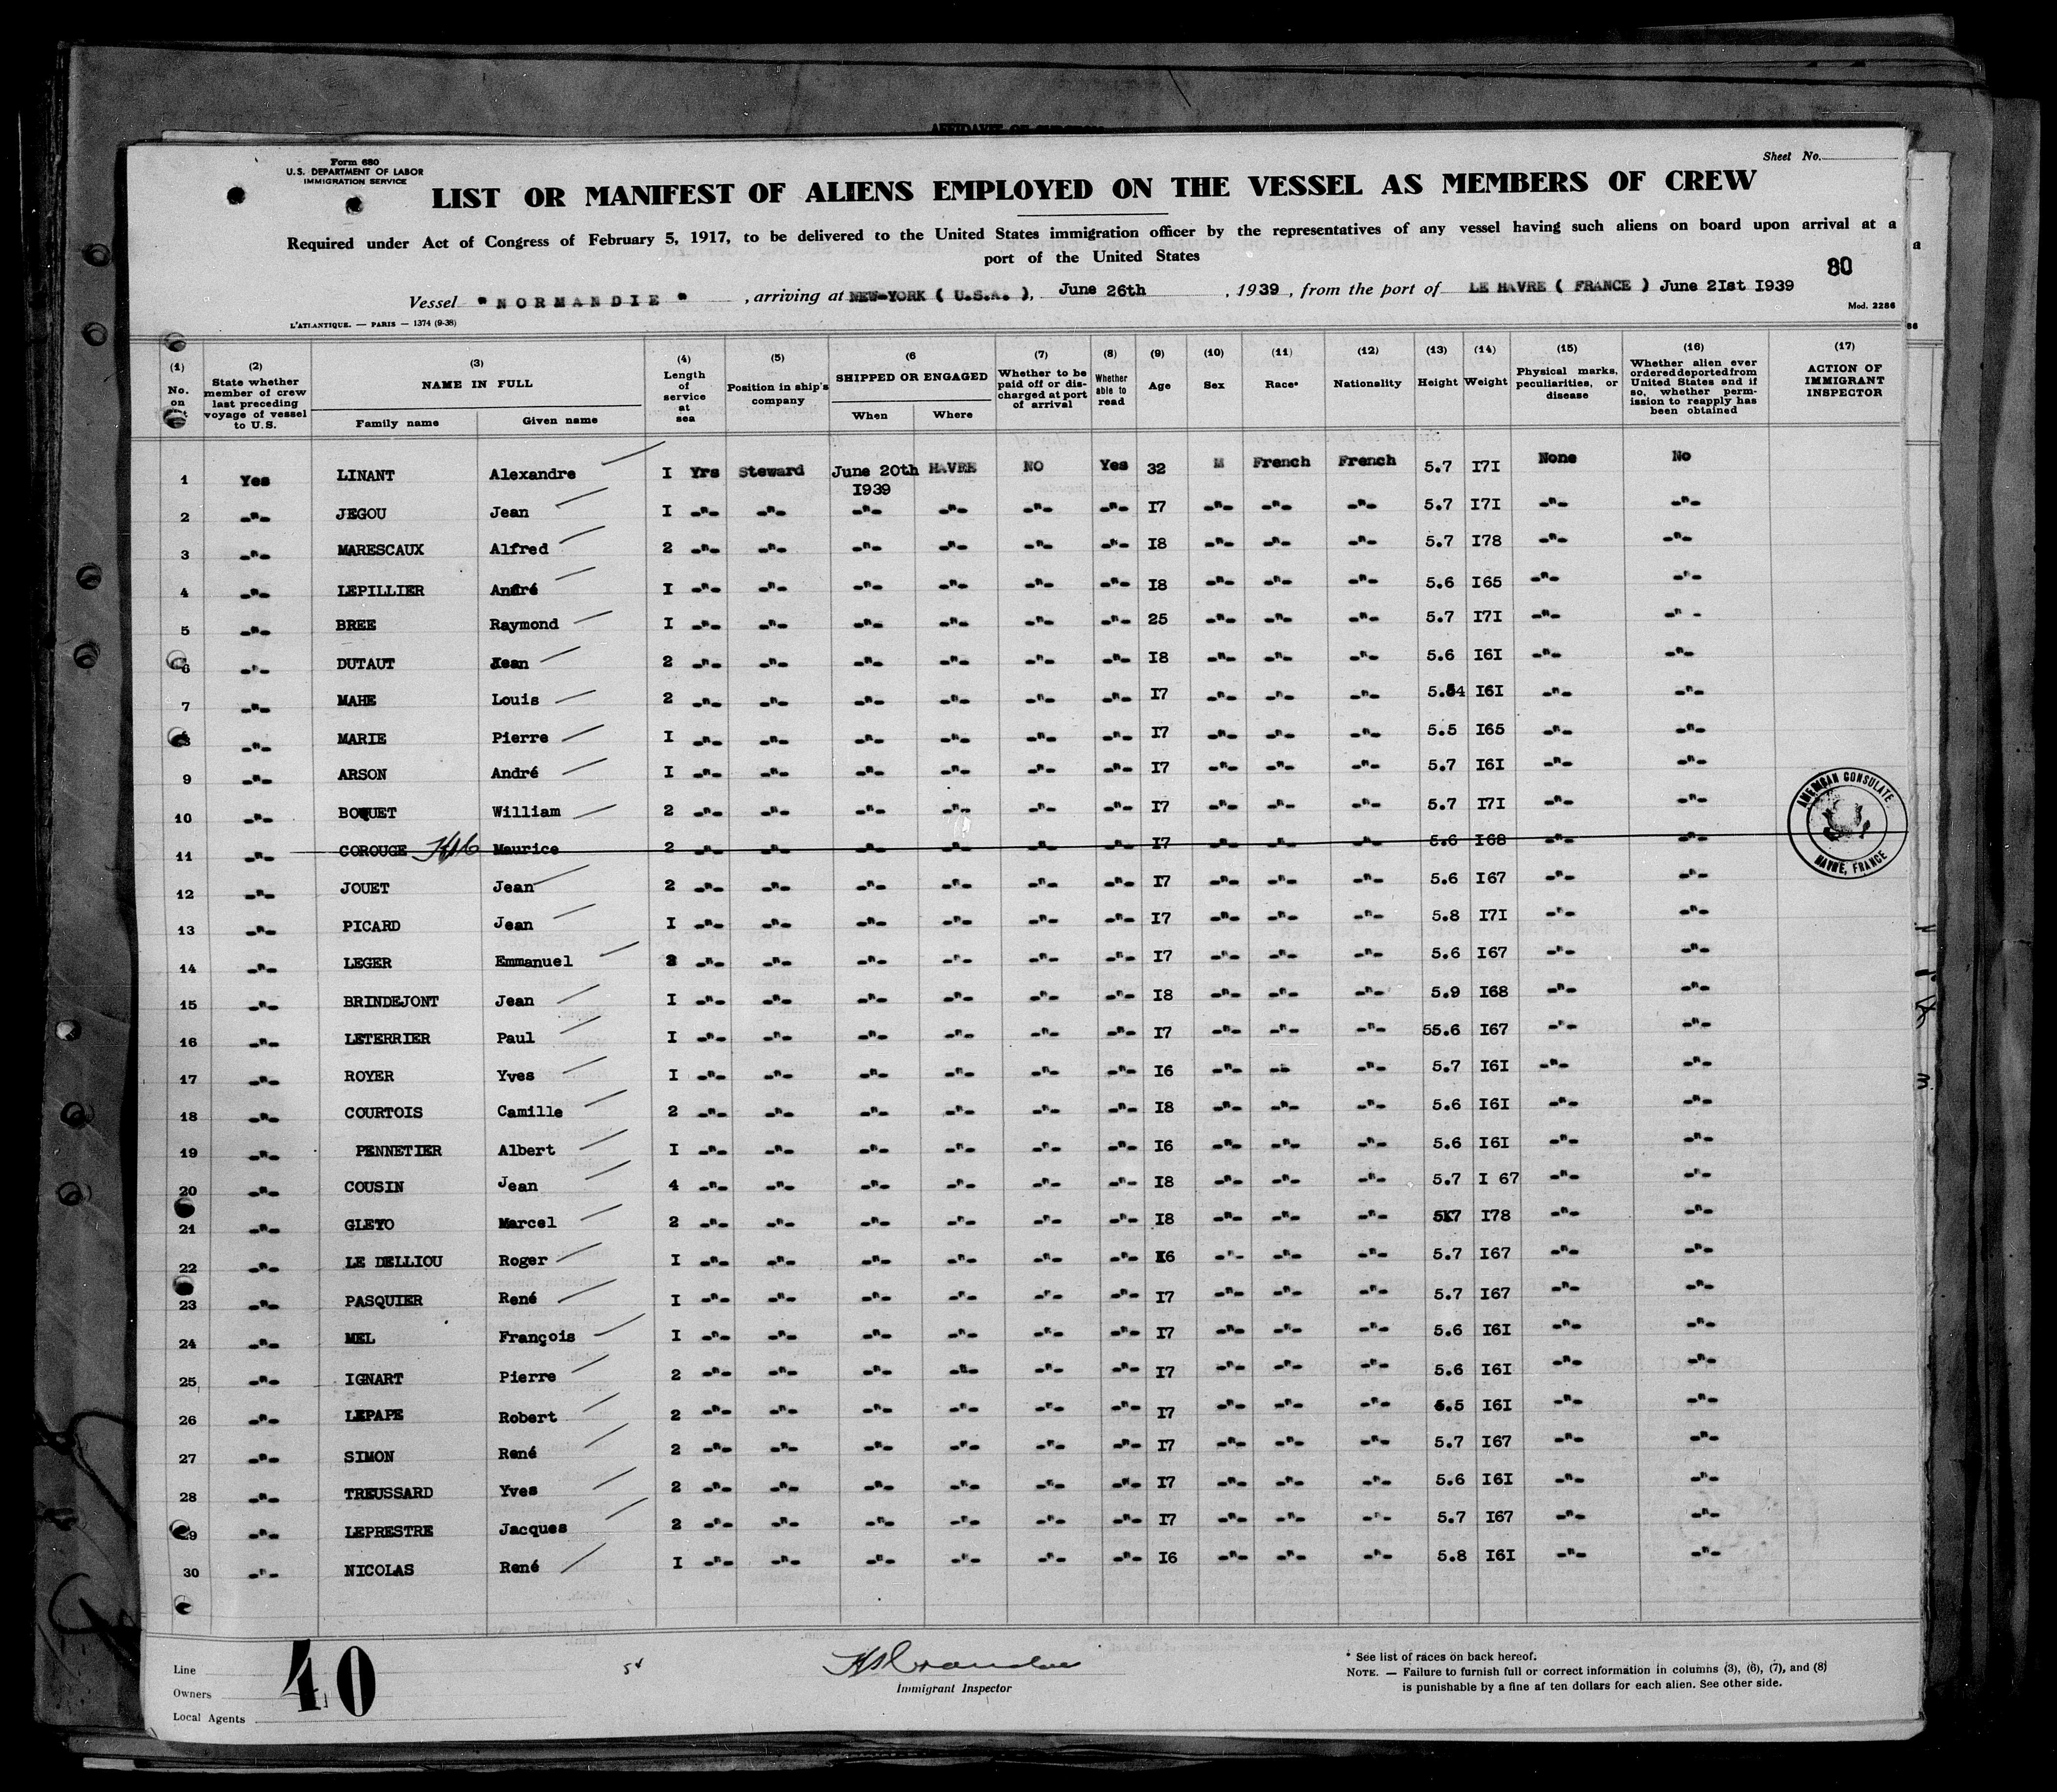 AFFIDAVIT OF SURGEON
Form 680
U.S. DEPARTMENT OF LABOR
IMMIGRATION SERVICE
Sheet No.
LIST OR MANIFEST OF ALIENS EMPLOYED ON THE VESSEL AS MEMBERS OF CREW
Required under Act of Congress of February 5, 1917, to be delivered to the United States immigration officer by the representatives of any vessel having such aliens on board upon arrival at a
port of the United States
80
Vessel "NORMANDIE" , arriving at NEW-YORK ( U.S.A. ), June 26th , 1939 , from the port of LE HAVRE ( FRANCE ) June 2Ist I939
L'ATLANTIQUE. — PARIS — 1374 (9-38)
Mod. 2286
(1) No. on
(2) State whether member of crew last preceding voyage of vessel to U.S.
(3) NAME IN FULL
Family name Given name
(4) Length of service at sea
(5) Position in ship's company
(6 SHIPPED OR ENGAGED
When Where
(7) Whether to be paid off or discharged at port of arrival
(8) Whether able to read
(9) Age
(10) Sex
(11) Race*
(12) Nationality
(13) Height
(14) Weight
(15) Physical marks, peculiarities, or disease
(16) Whether alien ever ordered deported from United States and if so, whether permission to reapply has been obtained
(17) ACTION OF IMMIGRANT INSPECTOR
1 Yes LINANT Alexandre I Yrs Steward June 20th I939 HAVRE NO Yes 32 M French French 5.7 I7I None No
2 -"- JEGOU Jean I -"- -"- -"- -"- -"- -"- I7 -"- -"- -"- 5.7 I7I -"- -"-
3 -"- MARESCAUX Alfred 2 -"- -"- -"- -"- -"- -"- I8 -"- -"- -"- 5.7 I78 -"- -"-
4 -"- LEPILLIER André I -"- -"- -"- -"- -"- -"- I8 -"- -"- -"- 5.6 I65 -"- -"-
5 -"- BREE Raymond I -"- -"- -"- -"- -"- -"- 25 -"- -"- -"- 5.7 I7I -"- -"-
6 -"- DUTAUT Jean 2 -"- -"- -"- -"- -"- -"- I8 -"- -"- -"- 5.6 I6I -"- -"-
7 -"- MAHE Louis 2 -"- -"- -"- -"- -"- -"- I7 -"- -"- -"- 5.54 I6I -"- -"-
8 -"- MARIE Pierre I -"- -"- -"- -"- -"- -"- I7 -"- -"- -"- 5.5 I65 -"- -"-
9 -"- ARSON André I -"- -"- -"- -"- -"- -"- I7 -"- -"- -"- 5.7 I6I -"- -"-
10 -"- BOQUET William 2 -"- -"- -"- -"- -"- -"- I7 -"- -"- -"- 5.7 I7I -"- -"-
11 -"- COROUGE Maurice 2 -"- -"- -"- -"- -"- -"- I7 -"- -"- -"- 5.6 I68 -"- -"-
12 -"- JOUET Jean 2 -"- -"- -"- -"- -"- -"- I7 -"- -"- -"- 5.6 I67 -"- -"-
13 -"- PICARD Jean I -"- -"- -"- -"- -"- -"- I7 -"- -"- -"- 5.8 I7I -"- -"-
14 -"- LEGER Emmanuel 2 -"- -"- -"- -"- -"- -"- I7 -"- -"- -"- 5.6 I67 -"- -"-
15 -"- BRINDEJONT Jean I -"- -"- -"- -"- -"- -"- I8 -"- -"- -"- 5.9 I68 -"- -"-
16 -"- LETERRIER Paul I -"- -"- -"- -"- -"- -"- I7 -"- -"- -"- 55.6 I67 -"- -"-
17 -"- ROYER Yves I -"- -"- -"- -"- -"- -"- I6 -"- -- -"- 5.7 I6I -"- -"-
18 -"- COURTOIS Camille 2 -"- -"- -"- -"- -"- -"- I8 -"- -"- -"- 5.6 I6I -"- -"-
19 -"- PENNETIER Albert I -"- -"- -"- -"- -"- -"- I6 -"- -"- -"- 5.6 I6I -"- -"-
20 -"- COUSIN Jean 4 -"- -"- -"- -"- -"- -"- I8 -"- -"- -"- 5.7 I 67 -"- -"-
21 -"- GLEYO Marcel 2 -"- -"- -"- -"- -"- -"- I8 -"- -"- -"- 5.7 I78 -"- -"-
22 -"- LE DELLIOU Roger I -"- -"- -"- -"- -"- -"- I6 -"- -"- -"- 5.7 I67 -"- -"-
23 -"- PASQUIER René I -"- -"- -"- -"- -"- -"- I7 -"- -"- -"- 5.7 I67 -"- -"-
24 -"- MEL François I -"- -"- -"- -"- -"- -"- I7 -"- -"- -"- 5.6 I6I -"- -"-
25 -"- IGNART Pierre 2 -"- -"- -"- -"- -"- -"- I7 -"- -"- -"- 5.6 I6I -"- -"-
26 -"- LEPAPE Robert 2 -"- -"- -"- -"- -"- -"- I7 -"- -"- -"- 5.5 I6I -"- -"-
27 -"- SIMON René 2 -"- -"- -"- -"- -"- -"- I7 -"- -"- -"- 5.7 I67 -"- -"-
28 -"- TREUSSARD Yves 2 -"- -"- -"- -"- -"- -"- I7 -"- -"- -"- 5.6 I6I -"- -"-
29 -"- LEPRESTRE Jacques 2 -"- -"- -"- -"- -"- -"- I7 -"- -"- -"- 5.7 I67 -"- -"-
30 -"- NICOLAS René I -"- -"- -"- -"- -"- -"- I6 -"- -"- -"- 5.8 I6I -"- -"-
AMERICAN CONSULATE
HAVRE, FRANCE
Line
Owners
Local Agents
40
Immigrant Inspector
* See list of races on back hereof.
NOTE. — Failure to furnish full or correct information in columns (3), (6), (7), and (8)
is punishable by a fine af ten dollars for each alien. See other side.